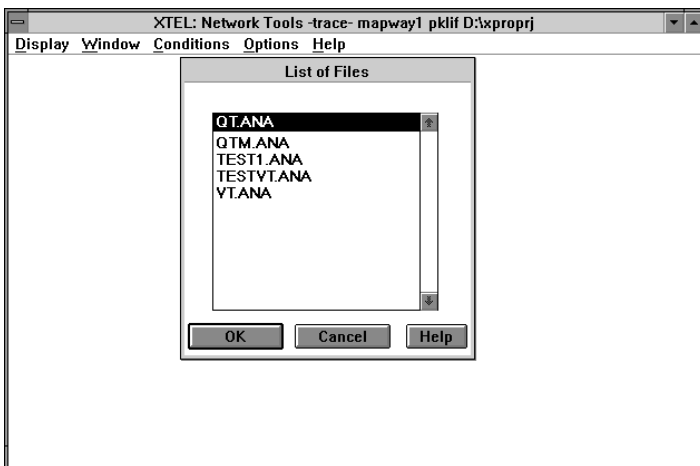 XTEL: Network Tools -trace- mapway1 pklif D:\xproprj
Display Window Conditions Options Help
List of Files
QT.ANA
QTM.ANA
TEST1.ANA
TESTVT.ANA
VT.ANA
OK Cancel Help